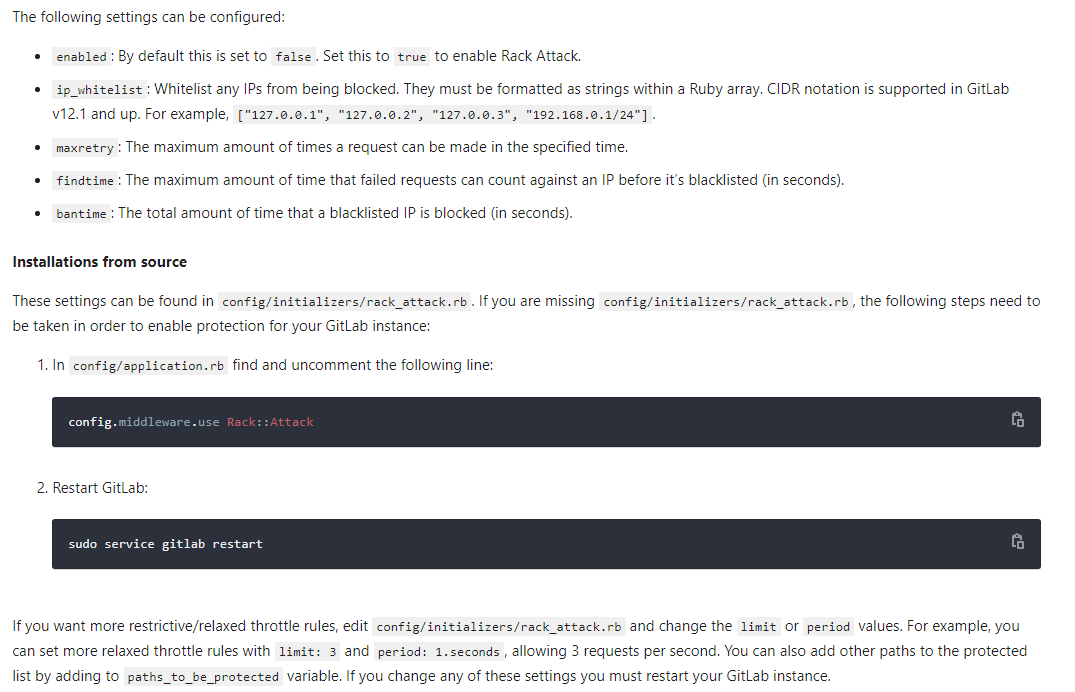 The following settings can be configured:
• enabled : By default this is set to false . Set this to true to enable Rack Attack.
• ip_whitelist : Whitelist any IPs from being blocked. They must be formatted as strings within a Ruby array. CIDR notation is supported in GitLab
v12.1 and up. For example, ["127.0.0.1", "127.0.0.2", "127.0.0.3", "192.168.0.1/24"] .
• maxretry : The maximum amount of times a request can be made in the specified time.
• findtime : The maximum amount of time that failed requests can count against an IP before it's blacklisted (in seconds).
• bantime : The total amount of time that a blacklisted IP is blocked (in seconds).
Installations from source
These settings can be found in config/initializers/rack_attack.rb . If you are missing config/initializers/rack_attack.rb , the following steps need to
be taken in order to enable protection for your GitLab instance:
1. In config/application.rb find and uncomment the following line:
config.middleware.use Rack::Attack
2. Restart GitLab:
sudo service gitlab restart
If you want more restrictive/relaxed throttle rules, edit config/initializers/rack_attack.rb and change the limit or period values. For example, you
can set more relaxed throttle rules with limit: 3 and period: 1.seconds , allowing 3 requests per second. You can also add other paths to the protected
list by adding to paths_to_be_protected variable. If you change any of these settings you must restart your GitLab instance.